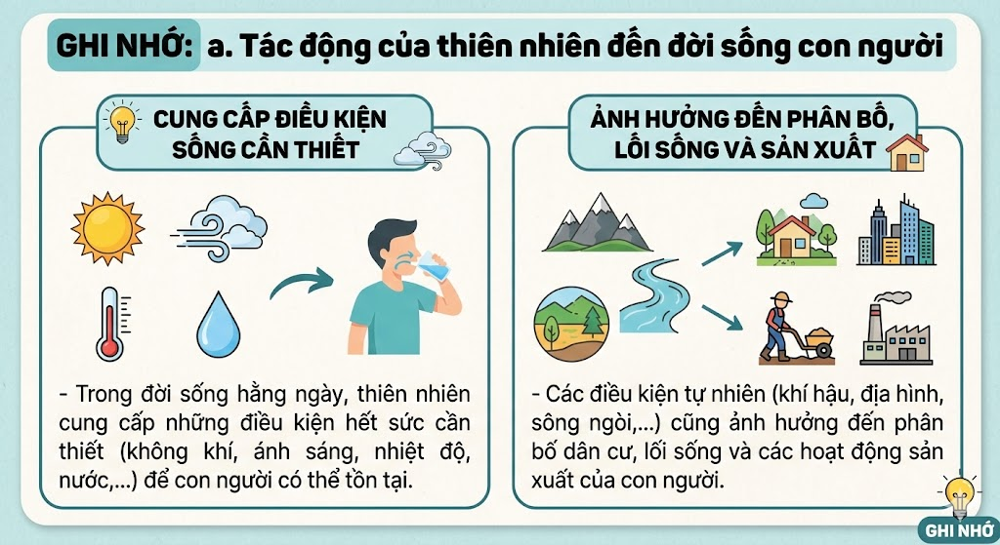 GHI NHỚ: a. Tác động của thiên nhiên đến đời sống con người
CUNG CẤP ĐIỀU KIỆN
SỐNG CẦN THIẾT
- Trong đời sống hằng ngày, thiên nhiên
cung cấp những điều kiện hết sức cần
thiết (không khí, ánh sáng, nhiệt độ,
nước,...) để con người có thể tồn tại.
ẢNH HƯỞNG ĐẾN PHÂN BỐ,
LỐI SỐNG VÀ SẢN XUẤT
- Các điều kiện tự nhiên (khí hậu, địa hình,
sông ngòi,...) cũng ảnh hưởng đến phân
bố dân cư, lối sống và các hoạt động sản
xuất của con người.
GHI NHỚ